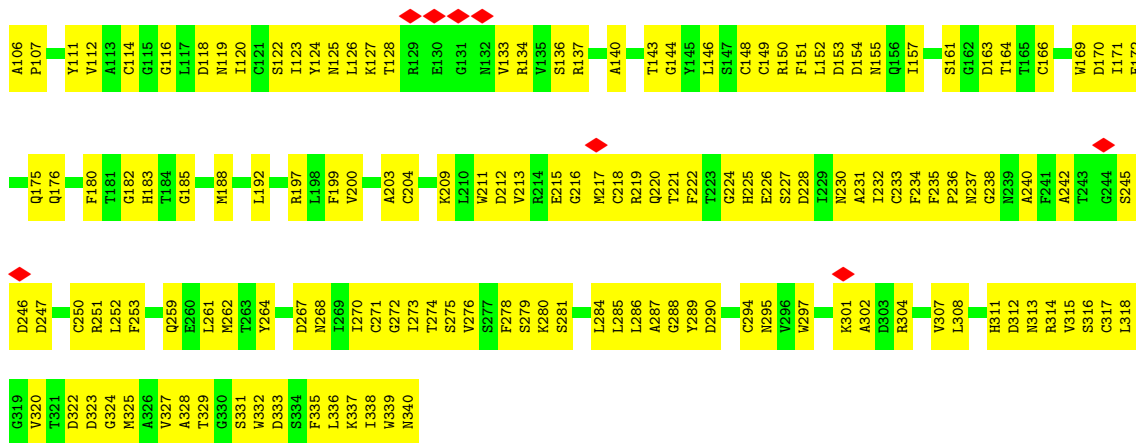 A106 P107 Y111 V112 A113 C114 G115 G116 L117 D118 N119 I120 C121 S122 I123 Y124 N125 L126 K127 T128 R129 E130 G131 N132 V133 R134 V135 S136 R137 A140 T143 G144 Y145 L146 S147 C148 C149 R150 F151 L152 D153 D154 N155 Q156 I157 S161 G162 D163 T164 T165 C166 W169 D170 I171
Q175 Q176 F180 T181 G182 H183 T184 G185 M188 L192 R197 L198 F199 V200 A203 C204 K209 L210 W211 D212 V213 R214 E215 G216 M217 C218 R219 Q220 T221 F222 T223 G224 H225 E226 S227 D228 I229 N230 A231 I232 C233 F234 F235 P236 N237 G238 N239 A240 F241 A242 T243 G244 S245
D246 D247 C250 R251 L252 F253 Q259 E260 L261 M262 T263 Y264 D267 N268 I269 I270 C271 G272 I273 T274 S275 V276 S277 F278 S279 K280 S281 L284 L285 L286 A287 G288 Y289 D290 C294 N295 V296 W297 K301 A302 D303 R304 V307 L308 H311 D312 N313 R314 V315 S316 C317 L318
G319 V320 T321 D322 D323 G324 M325 A326 V327 A328 T329 G330 S331 W332 D333 S334 F335 L336 K337 I338 W339 N340